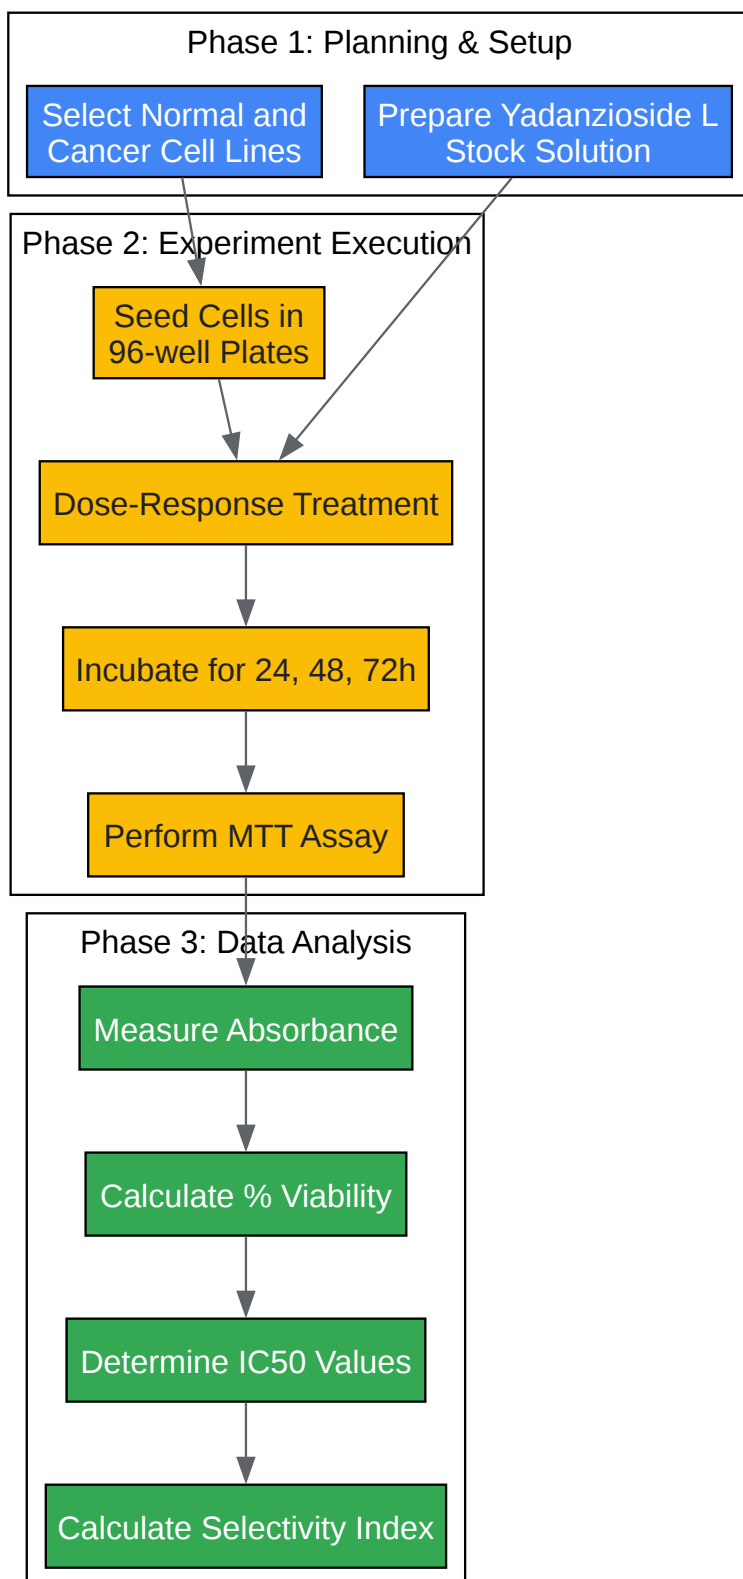 Phase 1: Planning & Setup
Select Normal and
Cancer Cell Lines
Prepare Yadanzioside L
Stock Solution
Phase 2: Experiment Execution
Seed Cells in
96-well Plates
Dose-Response Treatment
Incubate for 24, 48, 72h
Perform MTT Assay
Phase 3: Data Analysis
Measure Absorbance
Calculate % Viability
Determine IC50 Values
Calculate Selectivity Index